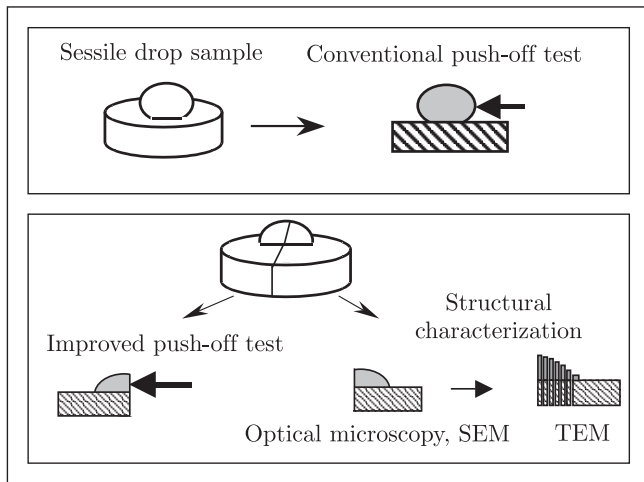 Sessile drop sample
Conventional push-off test
Structural
characterization
Improved push-off test
Optical microscopy, SEM
TEM